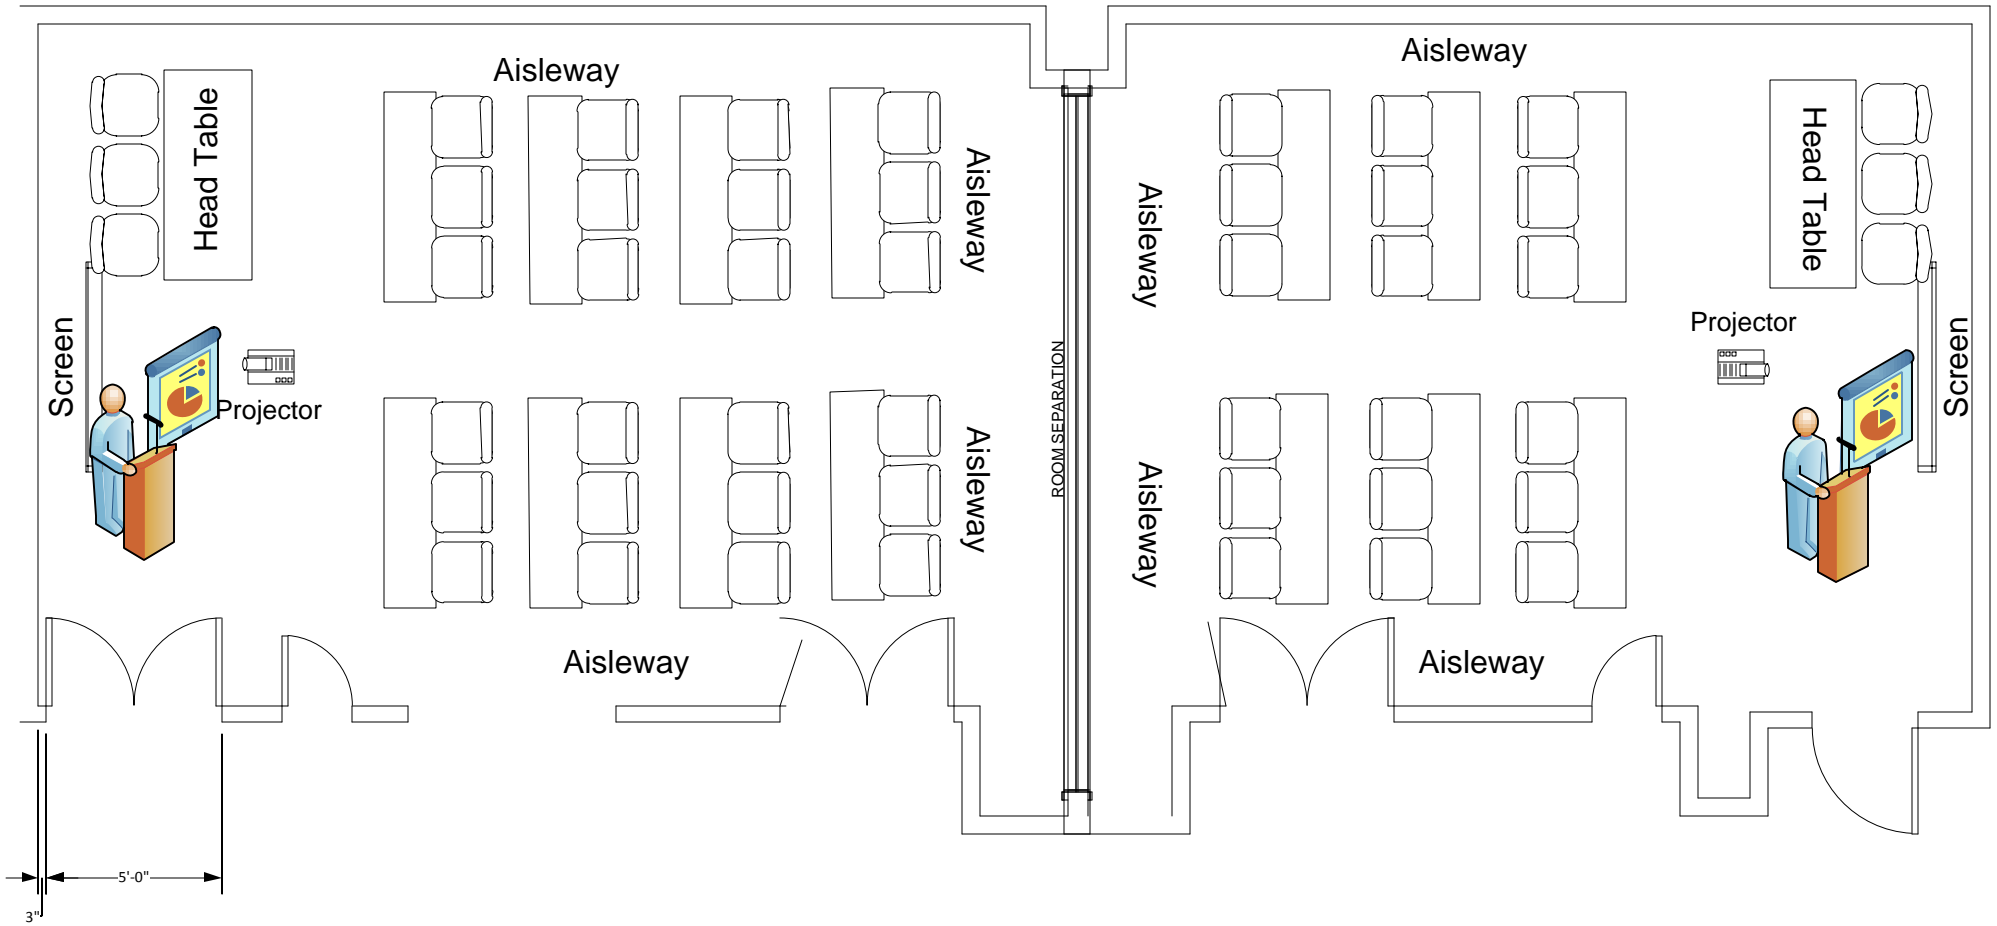 Aisleway
Aisleway
Head Table
Aisleway
Aisleway
Head Table
Screen
Projector
ROOM SEPARATION
Projector
Screen
Aisleway
Aisleway
Aisleway
Aisleway
5'-0"
3"